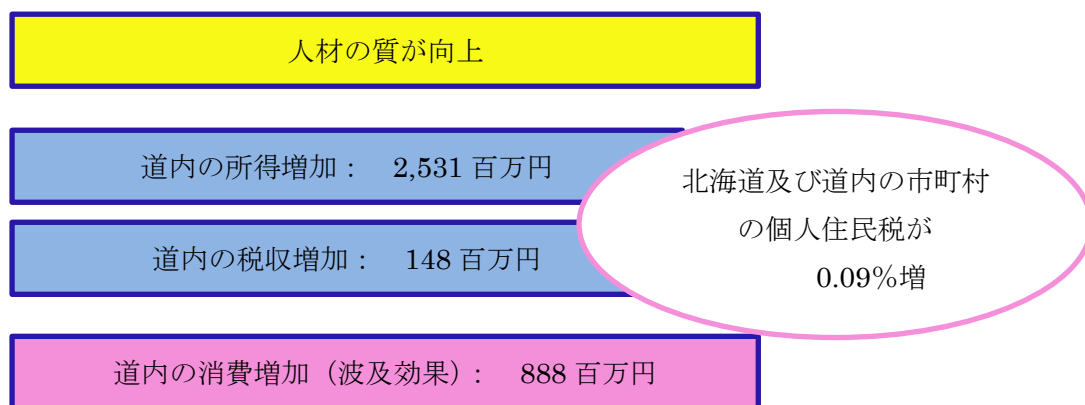 人材の質が向上
道内の所得増加： 2,531 百万円
道内の税収増加： 148 百万円
北海道及び道内の市町村
の個人住民税が
0.09%増
道内の消費増加（波及効果）： 888 百万円